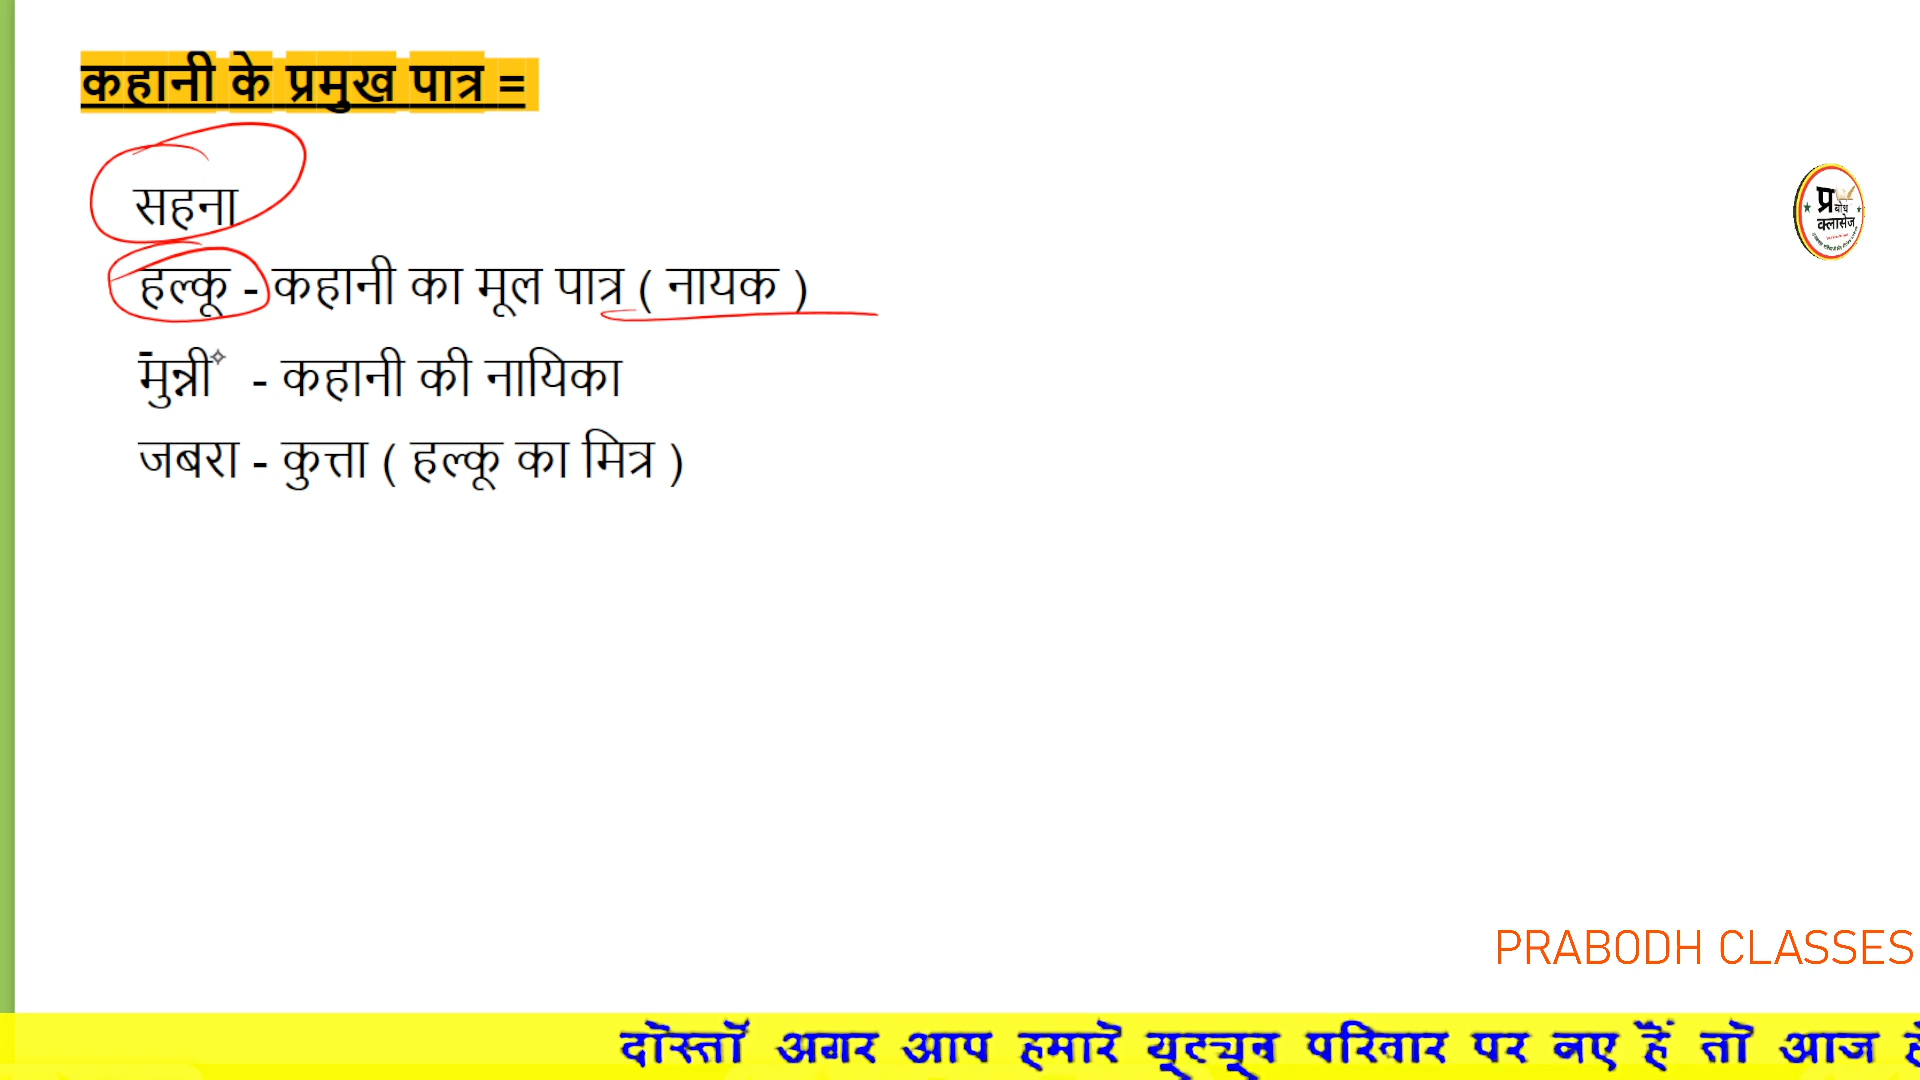 कहानी के प्रमुख पात्र =
सहना
हल्कू - कहानी का मूल पात्र ( नायक )
मुन्नी - कहानी की नायिका
जबरा - कुत्ता ( हल्कू का मित्र )
प्र
बोध
क्लासेज
PRABODH CLASSES
दोस्तों अगर आप हमारे यूट्यूब परिवार पर नए हैं तो आज